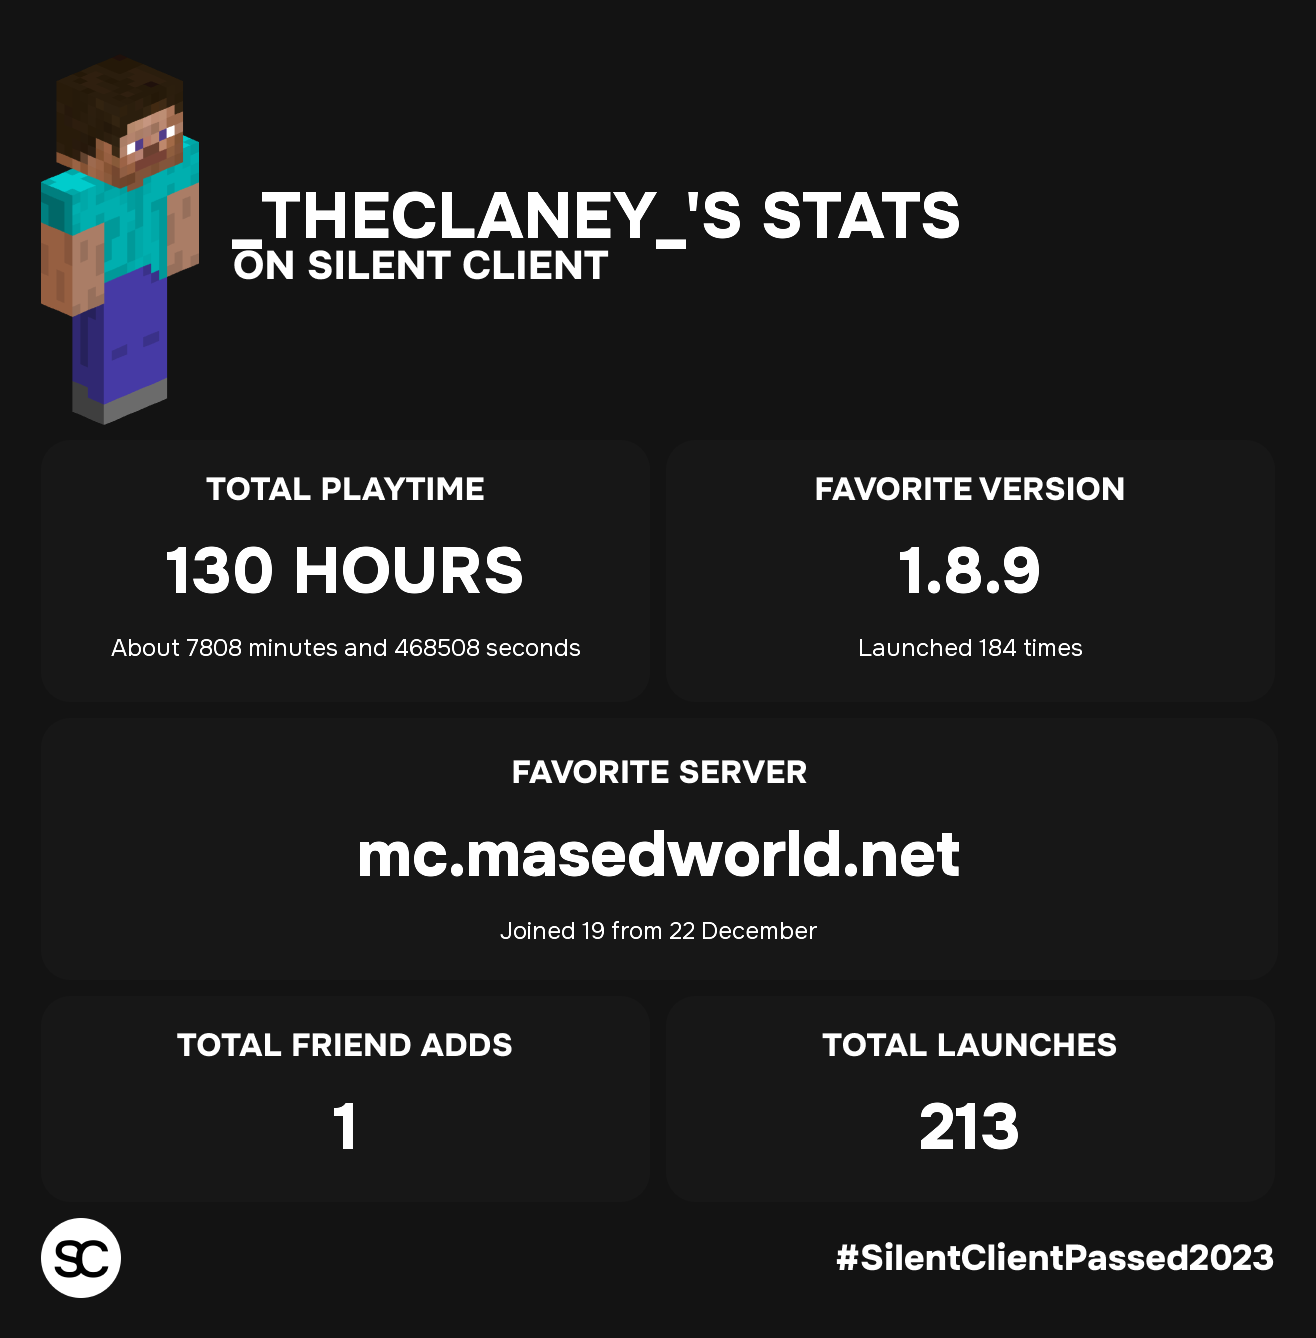 _THECLANEY_'S STATS
ON SILENT CLIENT
TOTAL PLAYTIME
130 HOURS
About 7808 minutes and 468508 seconds
FAVORITE VERSION
1.8.9
Launched 184 times
FAVORITE SERVER
mc.masedworld.net
Joined 19 from 22 December
TOTAL FRIEND ADDS
1
TOTAL LAUNCHES
213
SC
#SilentClientPassed2023